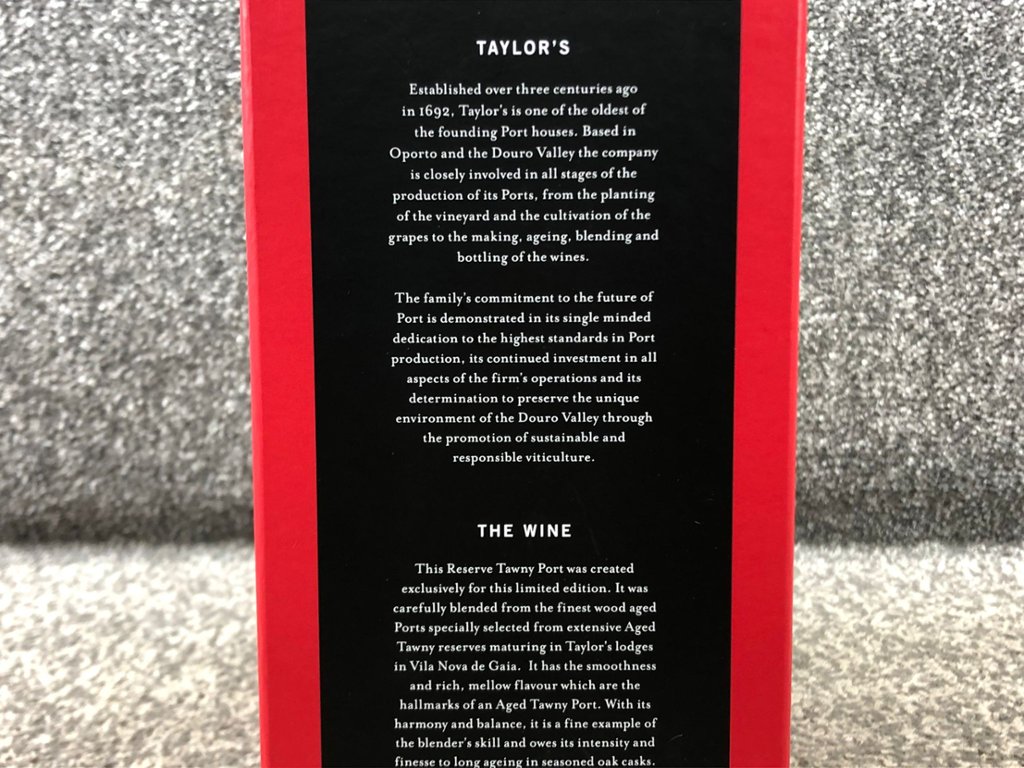 TAYLOR'S
Established over three centuries ago
in 1692, Taylor's is one of the oldest of
the founding Port houses. Based in
Oporto and the Douro Valley the company
is closely involved in all stages of the
production of its Ports, from the planting
of the vineyard and the cultivation of the
grapes to the making, ageing, blending and
bottling of the wines.
The family's commitment to the future of
Port is demonstrated in its single minded
dedication to the highest standards in Port
production, its continued investment in all
aspects of the firm's operations and its
determination to preserve the unique
environment of the Douro Valley through
the promotion of sustainable and
responsible viticulture.
THE WINE
This Reserve Tawny Port was created
exclusively for this limited edition. It was
carefully blended from the finest wood aged
Ports specially selected from extensive Aged
Tawny reserves maturing in Taylor's lodges
in Vila Nova de Gaia. It has the smoothness
and rich, mellow flavour which are the
hallmarks of an Aged Tawny Port. With its
harmony and balance, it is a fine example of
the blender's skill and owes its intensity and
finesse to long ageing in seasoned oak casks.